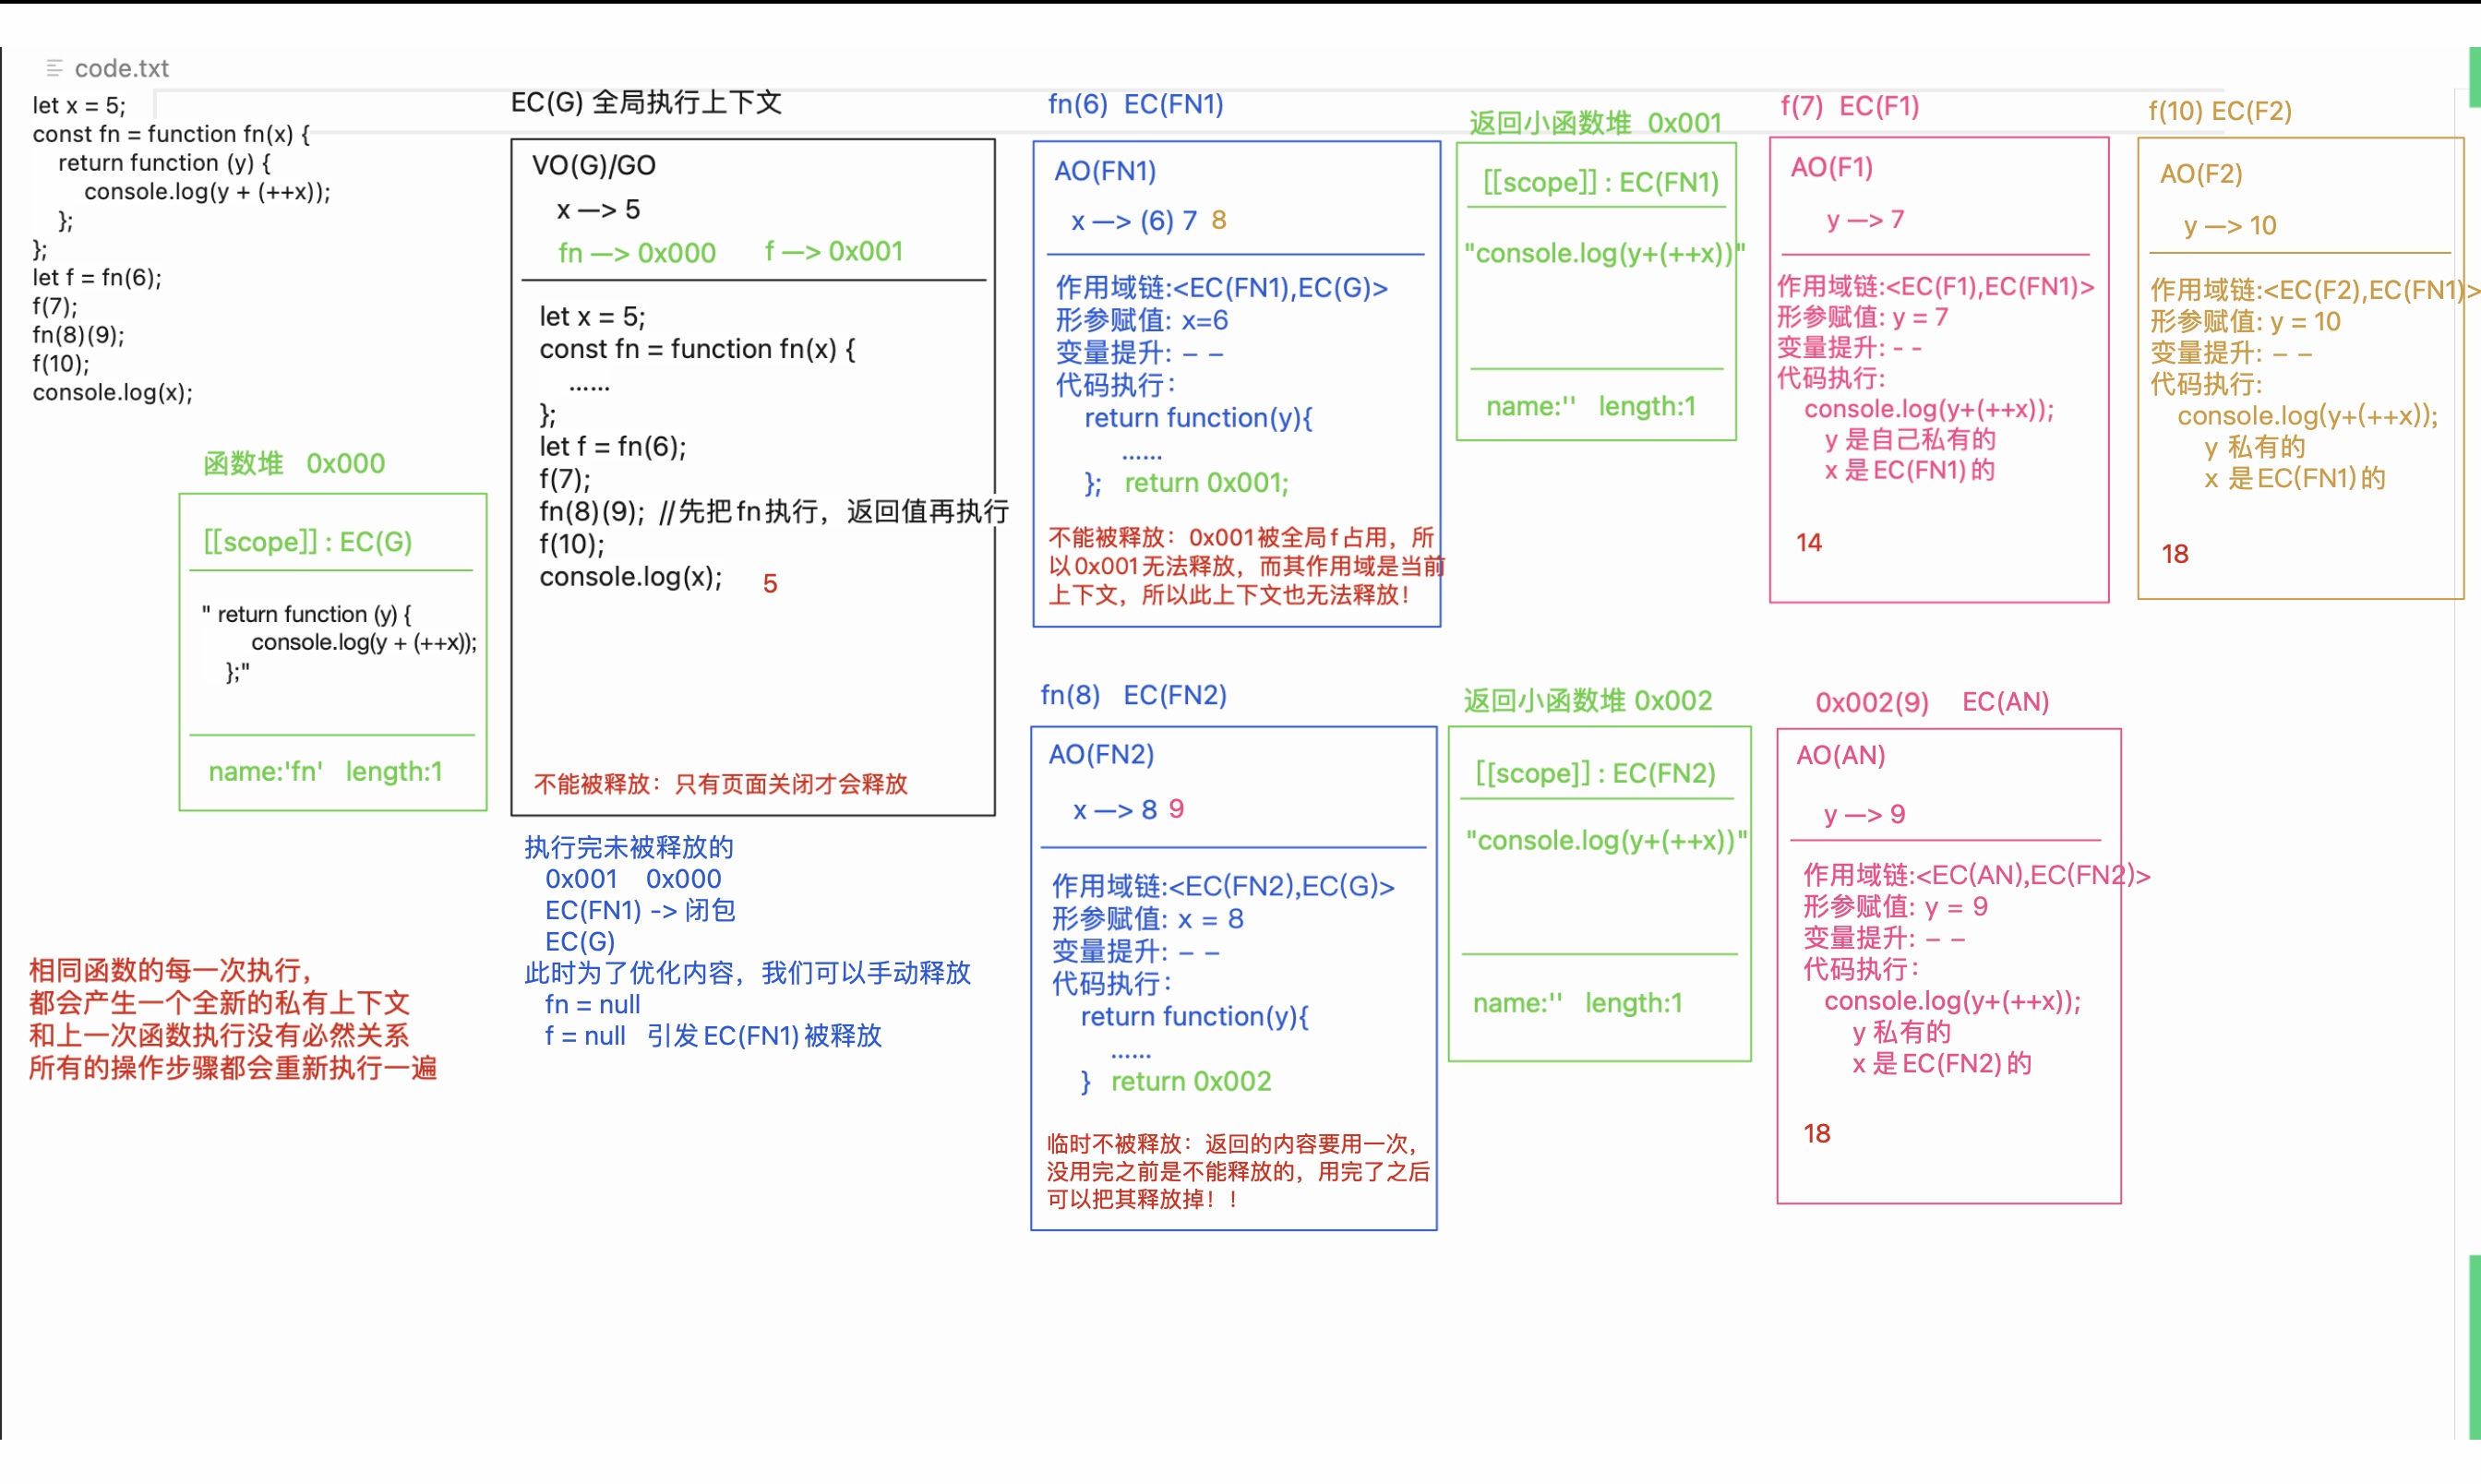 code.txt
let x = 5;
const fn = function fn(x) {
return function (y) {
console.log(y + (++x));
};
};
let f = fn(6);
f(7);
fn(8)(9);
f(10);
console.log(x);
函数堆 0x000
[[scope]] : EC(G)
" return function (y) {
console.log(y + (++x));
};"
name:'fn' length:1
相同函数的每一次执行，
都会产生一个全新的私有上下文
和上一次函数执行没有必然关系
所有的操作步骤都会重新执行一遍
EC(G) 全局执行上下文
VO(G)/GO
x —> 5
fn —> 0x000 f —> 0x001
let x = 5;
const fn = function fn(x) {
......
};
let f = fn(6);
f(7);
fn(8)(9); //先把fn执行，返回值再执行
f(10);
console.log(x); 5
不能被释放：只有页面关闭才会释放
执行完未被释放的
0x001 0x000
EC(FN1) -> 闭包
EC(G)
此时为了优化内容，我们可以手动释放
fn = null
f = null 引发EC(FN1)被释放
fn(6) EC(FN1)
AO(FN1)
x —> (6) 7 8
作用域链:<EC(FN1),EC(G)>
形参赋值: x=6
变量提升: – –
代码执行：
return function(y){
......
}; return 0x001;
不能被释放：0x001被全局f占用，所
以0x001无法释放，而其作用域是当前
上下文，所以此上下文也无法释放！
返回小函数堆 0x001
[[scope]] : EC(FN1)
"console.log(y+(++x))"
name:'' length:1
f(7) EC(F1)
AO(F1)
y —> 7
作用域链:<EC(F1),EC(FN1)>
形参赋值: y = 7
变量提升: - -
代码执行:
console.log(y+(++x));
y 是自己私有的
x 是EC(FN1)的
14
f(10) EC(F2)
AO(F2)
y —> 10
作用域链:<EC(F2),EC(FN1)>
形参赋值: y = 10
变量提升: – –
代码执行:
console.log(y+(++x));
y 私有的
x 是EC(FN1)的
18
fn(8) EC(FN2)
AO(FN2)
x —> 8 9
作用域链:<EC(FN2),EC(G)>
形参赋值: x = 8
变量提升: – –
代码执行：
return function(y){
......
} return 0x002
临时不被释放：返回的内容要用一次，
没用完之前是不能释放的，用完了之后
可以把其释放掉！！
返回小函数堆 0x002
[[scope]] : EC(FN2)
"console.log(y+(++x))"
name:'' length:1
0x002(9) EC(AN)
AO(AN)
y —> 9
作用域链:<EC(AN),EC(FN2)>
形参赋值: y = 9
变量提升: – –
代码执行：
console.log(y+(++x));
y 私有的
x 是EC(FN2)的
18